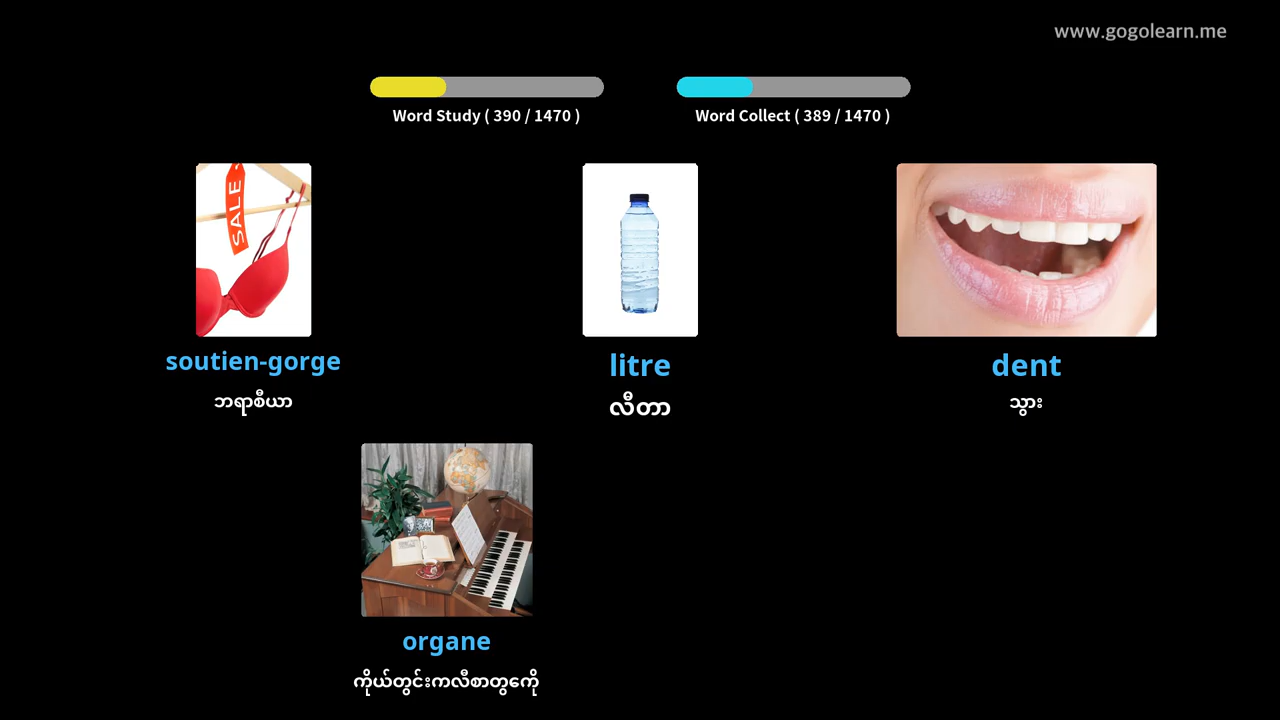 www.gogolearn.me
Word Study ( 390 / 1470 )
Word Collect ( 389 / 1470 )
SALE
soutien-gorge
litre
dent
ဘရာစီယာ
လီတာ
သွား
organe
ကိုယ်တွင်းကလီစာတွကေို